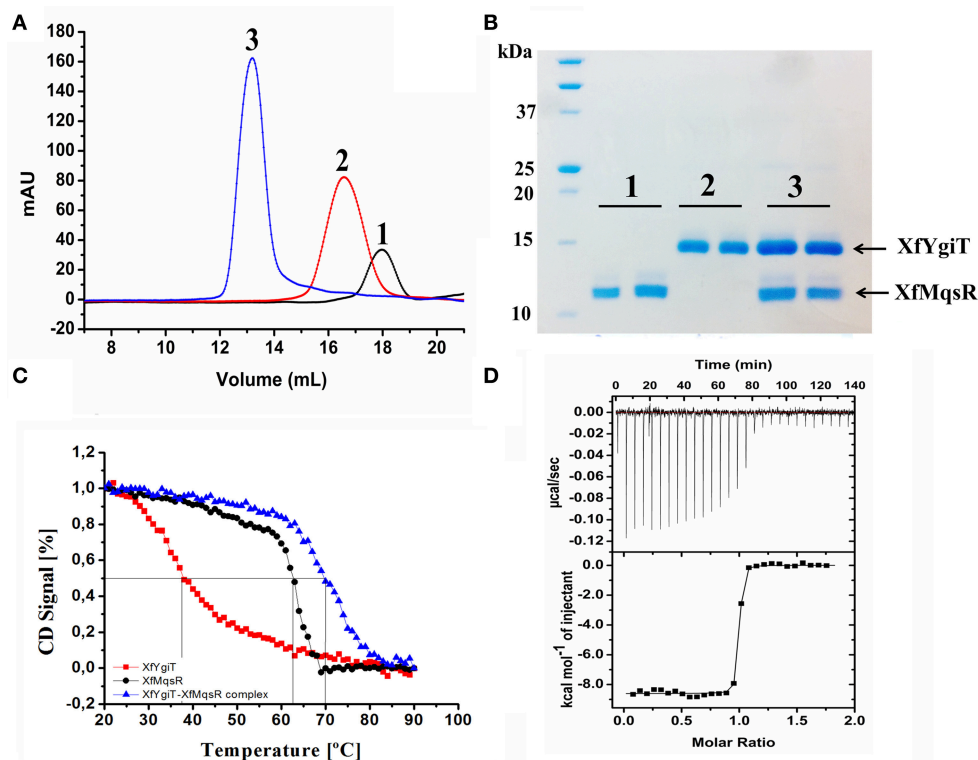 A
180
160
140
120
100
80
60
40
20
0
-20
mAU
3
2
1
8 10 12 14 16 18 20
Volume (mL)
B
kDa
37
25
20
15
10
1 2 3
XfYgiT
XfMqsR
C
1,2
1,0
0,8
0,6
0,4
0,2
0,0
-0,2
CD Signal [%]
XfYgiT
XfMqsR
XfYgiT-XfMqsR complex
20 30 40 50 60 70 80 90 100
Temperature [ºC]
D
Time (min)
0 20 40 60 80 100 120 140
0.00
-0.02
-0.04
-0.06
-0.08
-0.10
-0.12
µcal/sec
0.0
-2.0
-4.0
-6.0
-8.0
kcal mol-1 of injectant
0.0 0.5 1.0 1.5 2.0
Molar Ratio